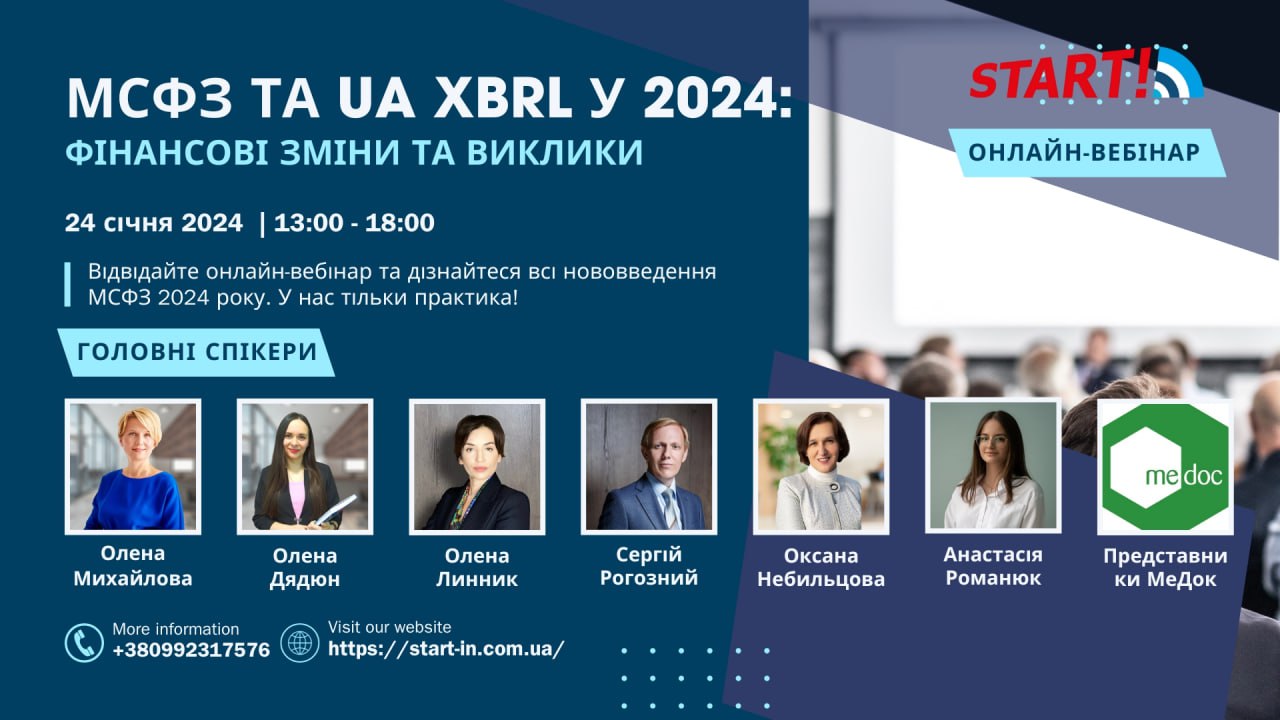 START!
ОНЛАЙН-ВЕБІНАР
МСФЗ ТА UA XBRL У 2024:
ФІНАНСОВІ ЗМІНИ ТА ВИКЛИКИ
24 січня 2024 | 13:00 - 18:00
Відвідайте онлайн-вебінар та дізнайтеся всі нововведення
МСФЗ 2024 року. У нас тільки практика!
ГОЛОВНІ СПІКЕРИ
Олена
Михайлова
Олена
Дядюн
Олена
Линник
Сергій
Рогозний
Оксана
Небильцова
Анастасія
Романюк
me doc
Представни
ки МеДок
More information
+380992317576
Visit our website
https://start-in.com.ua/